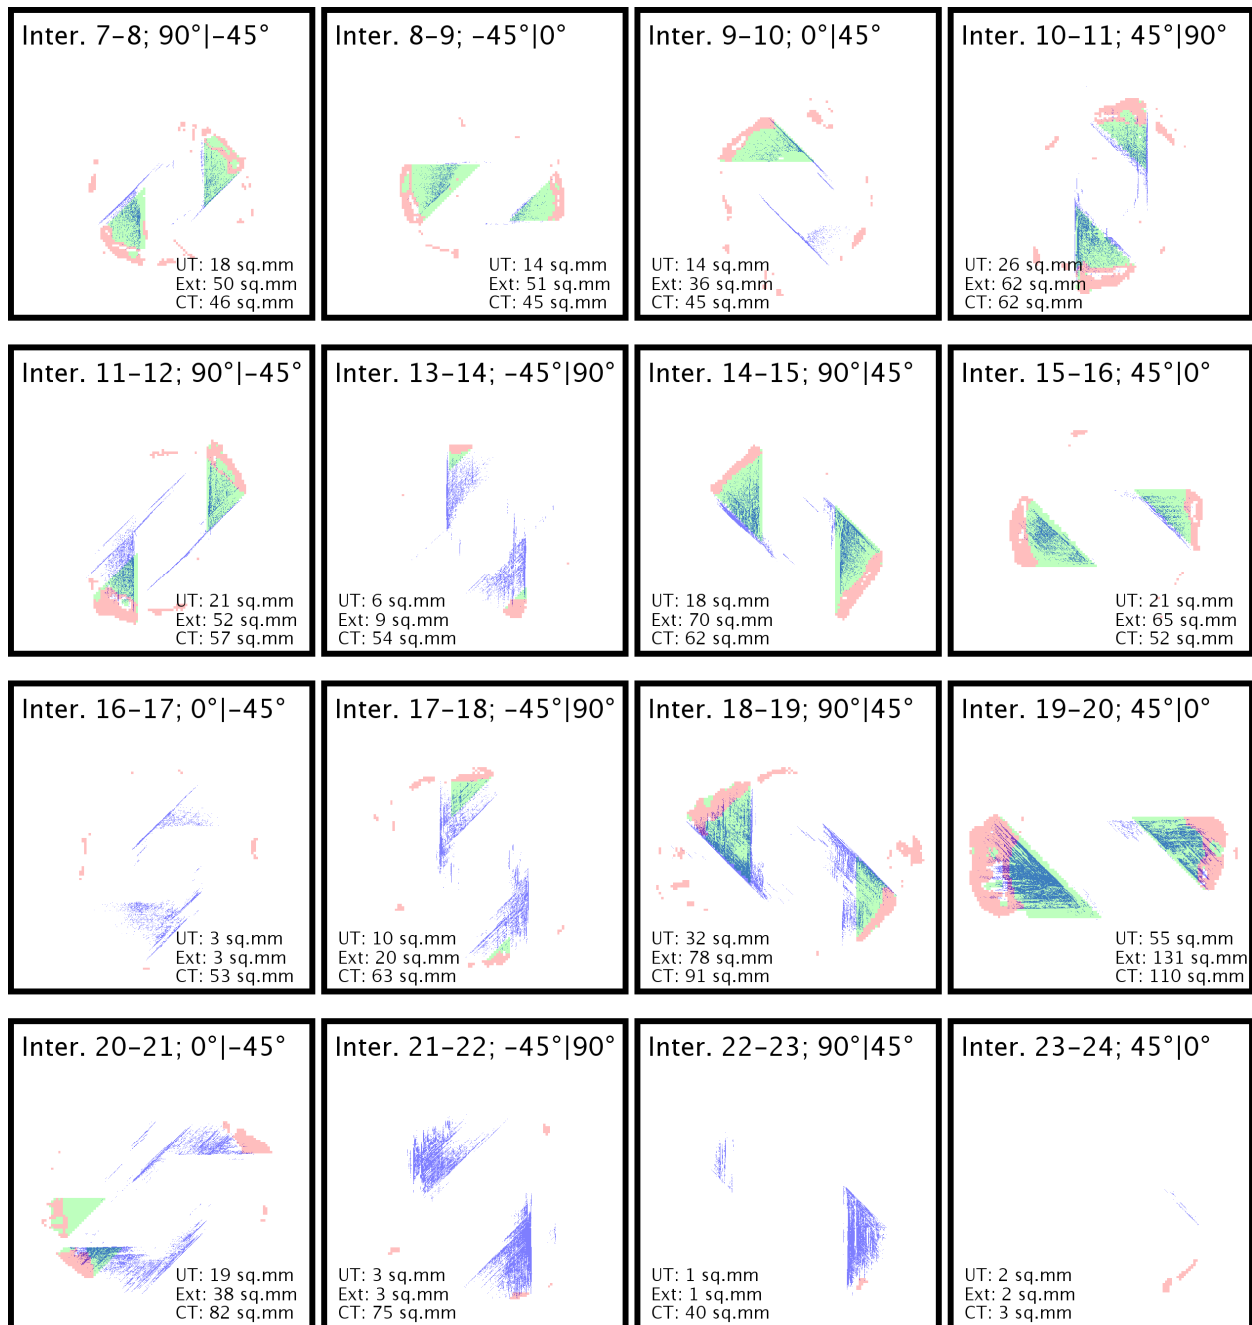 Inter. 7–8; 90°|–45°
UT: 18 sq.mm
Ext: 50 sq.mm
CT: 46 sq.mm
Inter. 8–9; –45°|0°
UT: 14 sq.mm
Ext: 51 sq.mm
CT: 45 sq.mm
Inter. 9–10; 0°|45°
UT: 14 sq.mm
Ext: 36 sq.mm
CT: 45 sq.mm
Inter. 10–11; 45°|90°
UT: 26 sq.mm
Ext: 62 sq.mm
CT: 62 sq.mm
Inter. 11–12; 90°|–45°
UT: 21 sq.mm
Ext: 52 sq.mm
CT: 57 sq.mm
Inter. 13–14; –45°|90°
UT: 6 sq.mm
Ext: 9 sq.mm
CT: 54 sq.mm
Inter. 14–15; 90°|45°
UT: 18 sq.mm
Ext: 70 sq.mm
CT: 62 sq.mm
Inter. 15–16; 45°|0°
UT: 21 sq.mm
Ext: 65 sq.mm
CT: 52 sq.mm
Inter. 16–17; 0°|–45°
UT: 3 sq.mm
Ext: 3 sq.mm
CT: 53 sq.mm
Inter. 17–18; –45°|90°
UT: 10 sq.mm
Ext: 20 sq.mm
CT: 63 sq.mm
Inter. 18–19; 90°|45°
UT: 32 sq.mm
Ext: 78 sq.mm
CT: 91 sq.mm
Inter. 19–20; 45°|0°
UT: 55 sq.mm
Ext: 131 sq.mm
CT: 110 sq.mm
Inter. 20–21; 0°|–45°
UT: 19 sq.mm
Ext: 38 sq.mm
CT: 82 sq.mm
Inter. 21–22; –45°|90°
UT: 3 sq.mm
Ext: 3 sq.mm
CT: 75 sq.mm
Inter. 22–23; 90°|45°
UT: 1 sq.mm
Ext: 1 sq.mm
CT: 40 sq.mm
Inter. 23–24; 45°|0°
UT: 2 sq.mm
Ext: 2 sq.mm
CT: 3 sq.mm